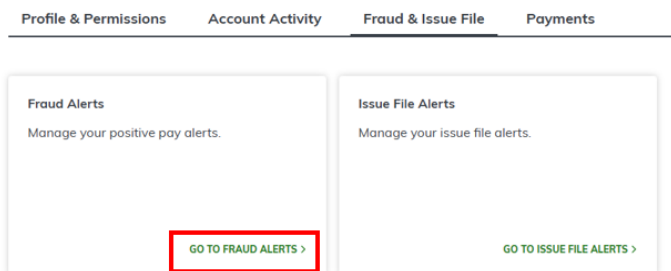 Profile & Permissions Account Activity Fraud & Issue File Payments
Fraud Alerts
Manage your positive pay alerts.
GO TO FRAUD ALERTS >
Issue File Alerts
Manage your issue file alerts.
GO TO ISSUE FILE ALERTS >